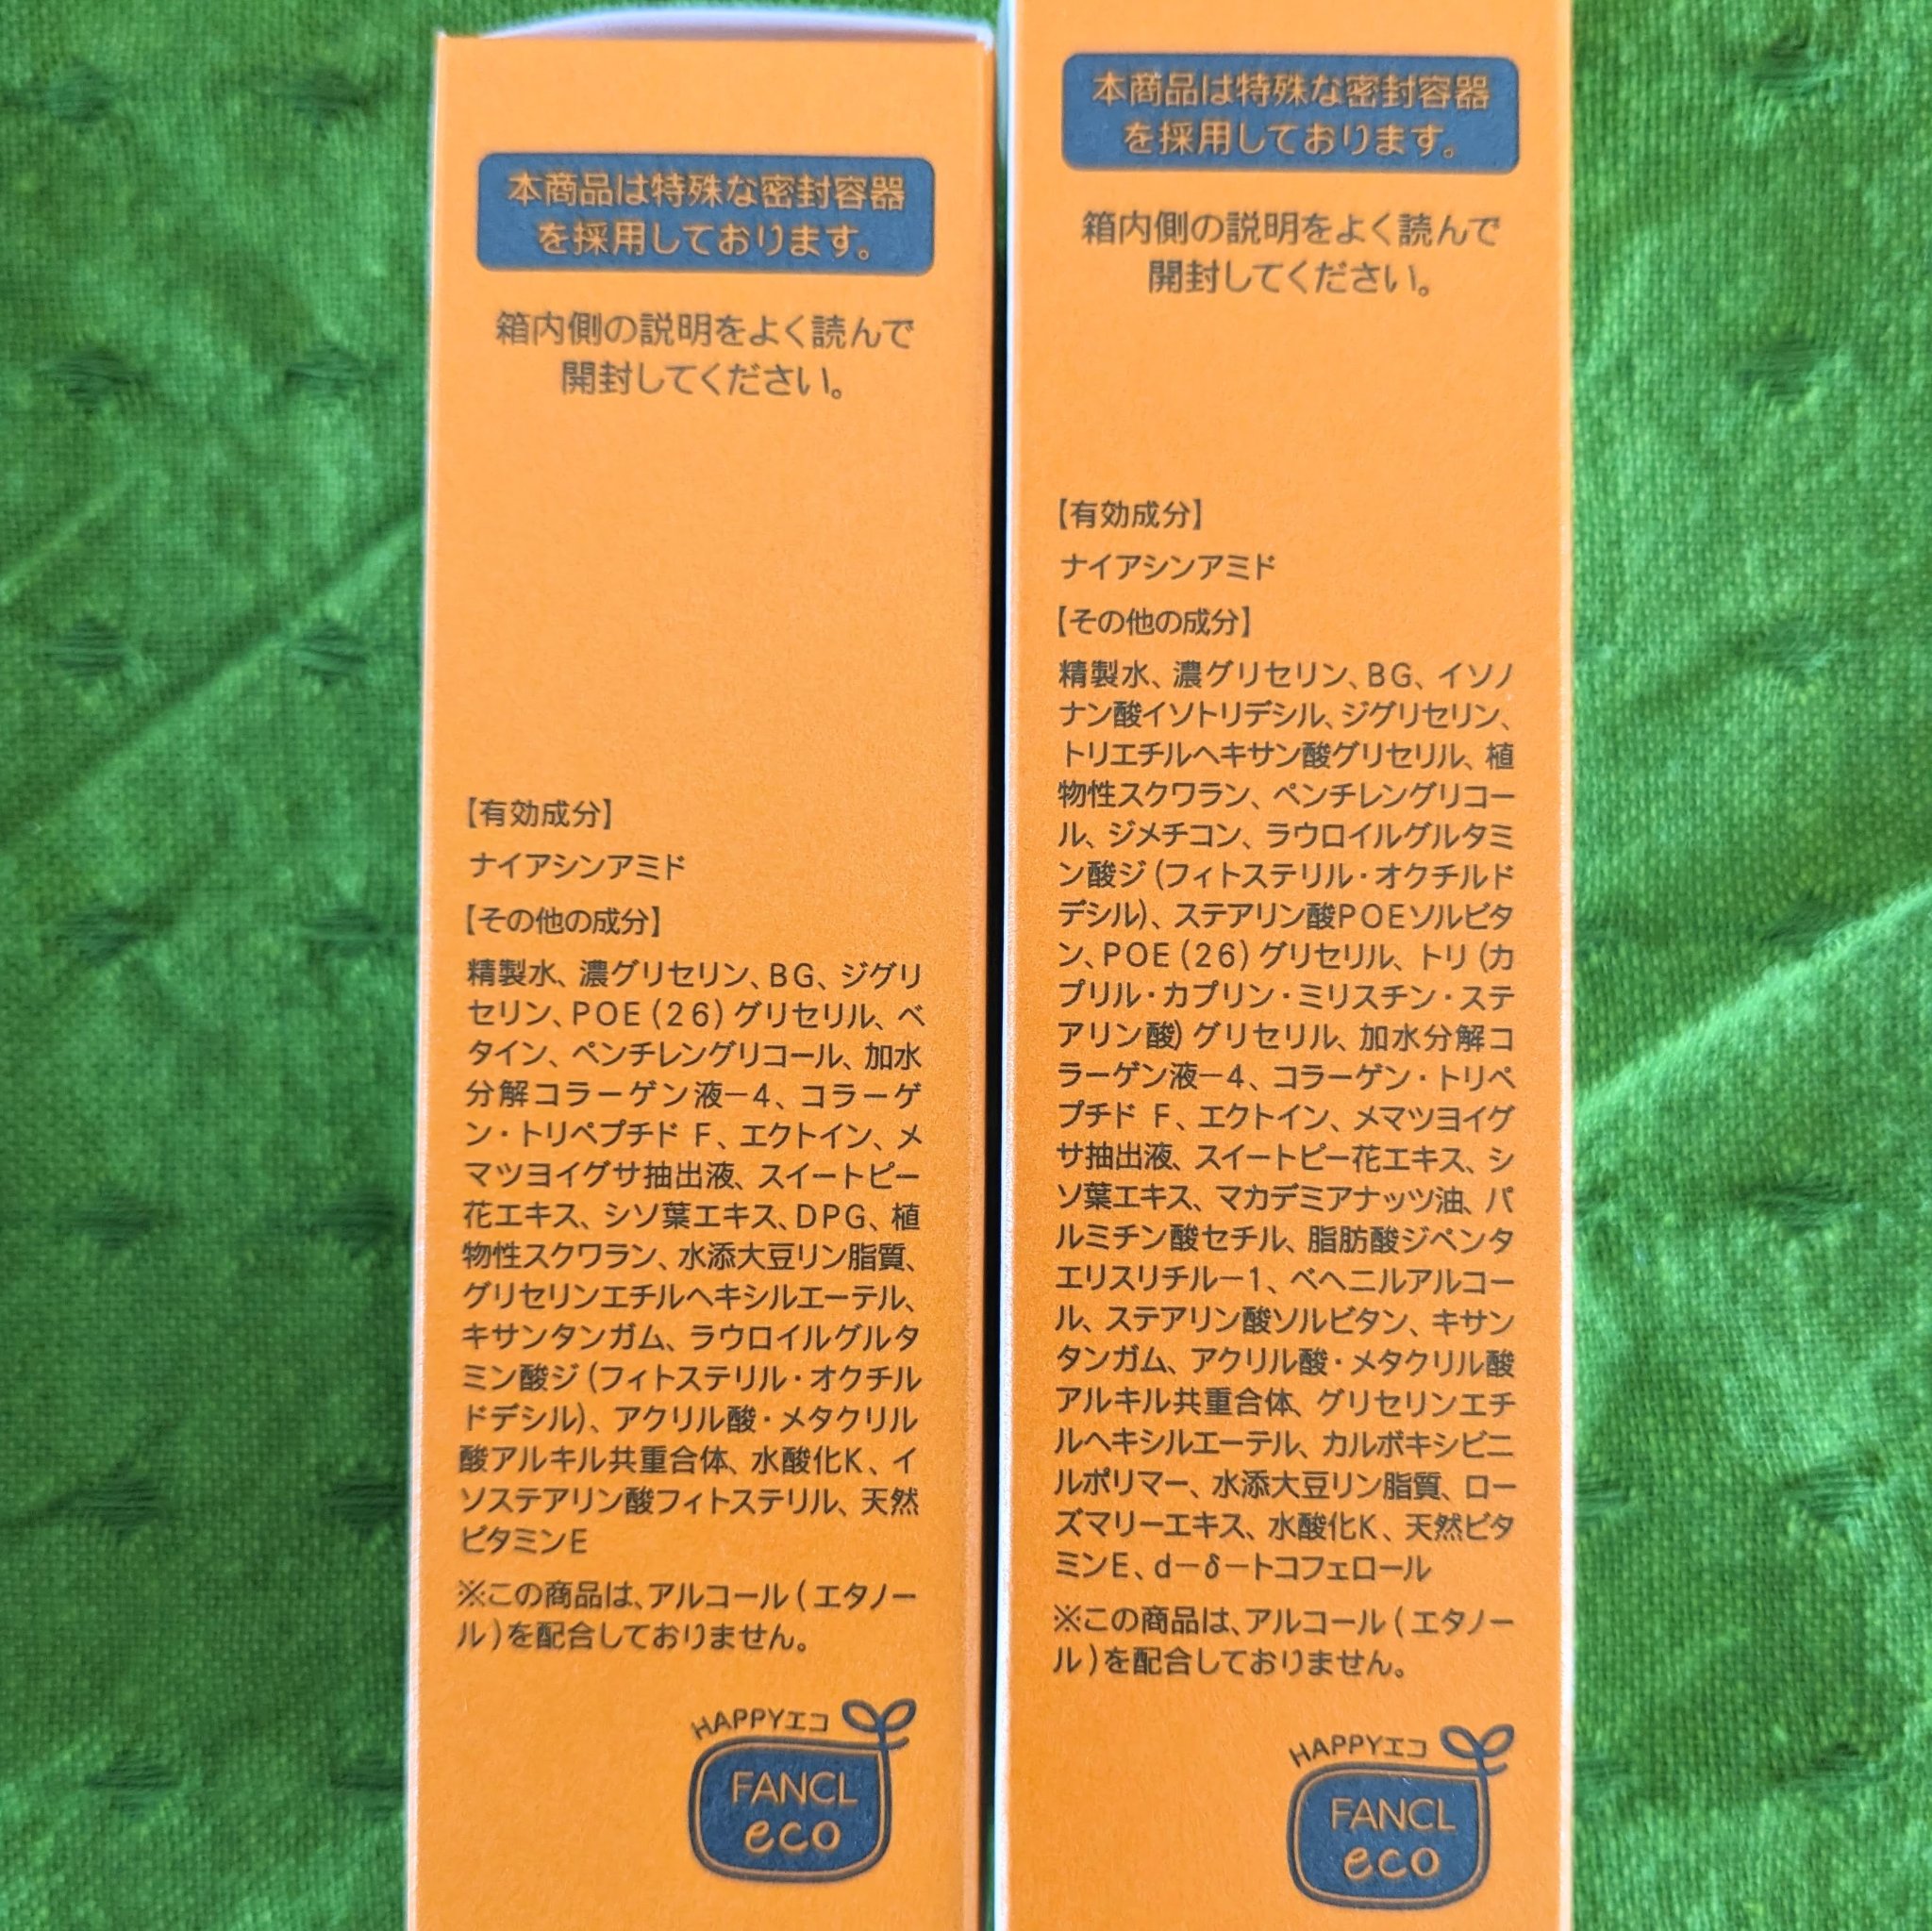 本商品は特殊な密封容器
を採用しております。
箱内側の説明をよく読んで
開封してください。
【有効成分】
ナイアシンアミド
【その他の成分】
精製水、濃グリセリン、BG、ジグリ
セリン、POE(26)グリセリル、ベ
タイン、ペンチレングリコール、加水
分解コラーゲン液－4、コラーゲ
ン・トリペプチド F、エクトイン、メ
マツヨイグサ抽出液、スイートピー
花エキス、シソ葉エキス、DPG、植
物性スクワラン、水添大豆リン脂質、
グリセリンエチルヘキシルエーテル、
キサンタンガム、ラウロイルグルタ
ミン酸ジ(フィトステリル・オクチル
ドデシル)、アクリル酸・メタクリル
酸アルキル共重合体、水酸化K、イ
ソステアリン酸フィトステリル、天然
ビタミンE
※この商品は、アルコール(エタノー
ル)を配合しておりません。
HAPPYエコ
FANCL
eco
本商品は特殊な密封容器
を採用しております。
箱内側の説明をよく読んで
開封してください。
【有効成分】
ナイアシンアミド
【その他の成分】
精製水、濃グリセリン、BG、イソノ
ナン酸イソトリデシル、ジグリセリン、
トリエチルヘキサン酸グリセリル、植
物性スクワラン、ペンチレングリコー
ル、ジメチコン、ラウロイルグルタミ
ン酸ジ(フィトステリル・オクチルド
デシル)、ステアリン酸POEソルビタ
ン、POE(26)グリセリル、トリ(カ
プリル・カプリン・ミリスチン・ステ
アリン酸)グリセリル、加水分解コ
ラーゲン液－4、コラーゲン・トリペ
プチド F、エクトイン、メマツヨイグ
サ抽出液、スイートピー花エキス、シ
ソ葉エキス、マカデミアナッツ油、パ
ルミチン酸セチル、脂肪酸ジペンタ
エリスリチル－1、ベヘニルアルコー
ル、ステアリン酸ソルビタン、キサン
タンガム、アクリル酸・メタクリル酸
アルキル共重合体、グリセリンエチ
ルヘキシルエーテル、カルボキシビニ
ルポリマー、水添大豆リン脂質、ロー
ズマリーエキス、水酸化K、天然ビタ
ミンE、d－δ－トコフェロール
※この商品は、アルコール(エタノー
ル)を配合しておりません。
HAPPYエコ
FANCL
eco